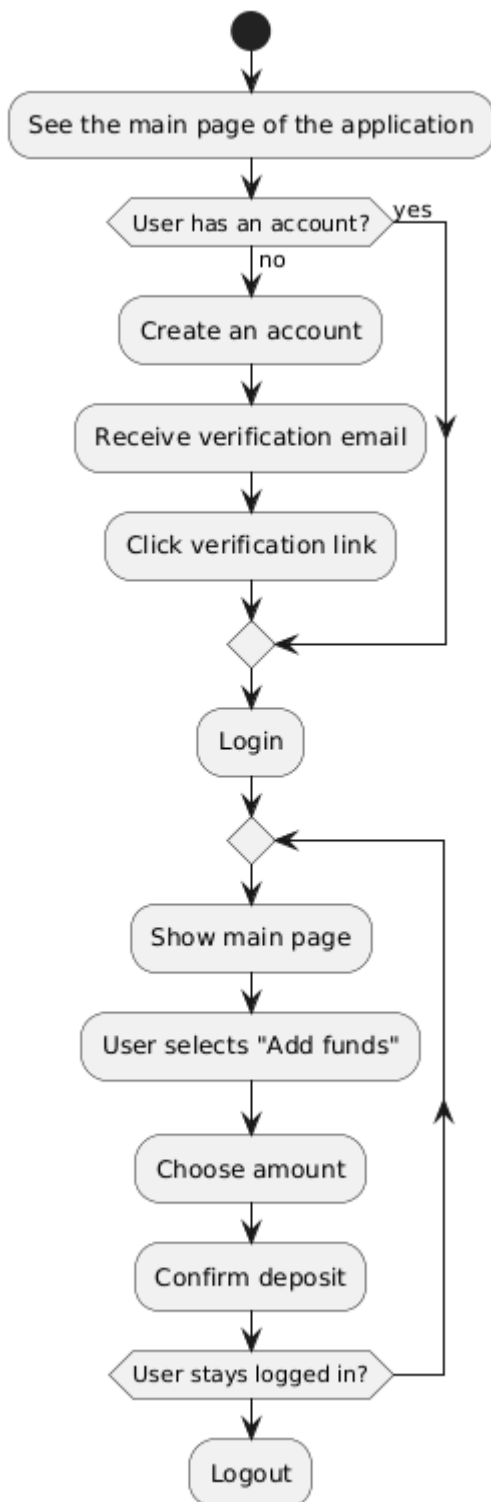 See the main page of the application
User has an account?
yes
no
Create an account
Receive verification email
Click verification link
Login
Show main page
User selects "Add funds"
Choose amount
Confirm deposit
User stays logged in?
Logout